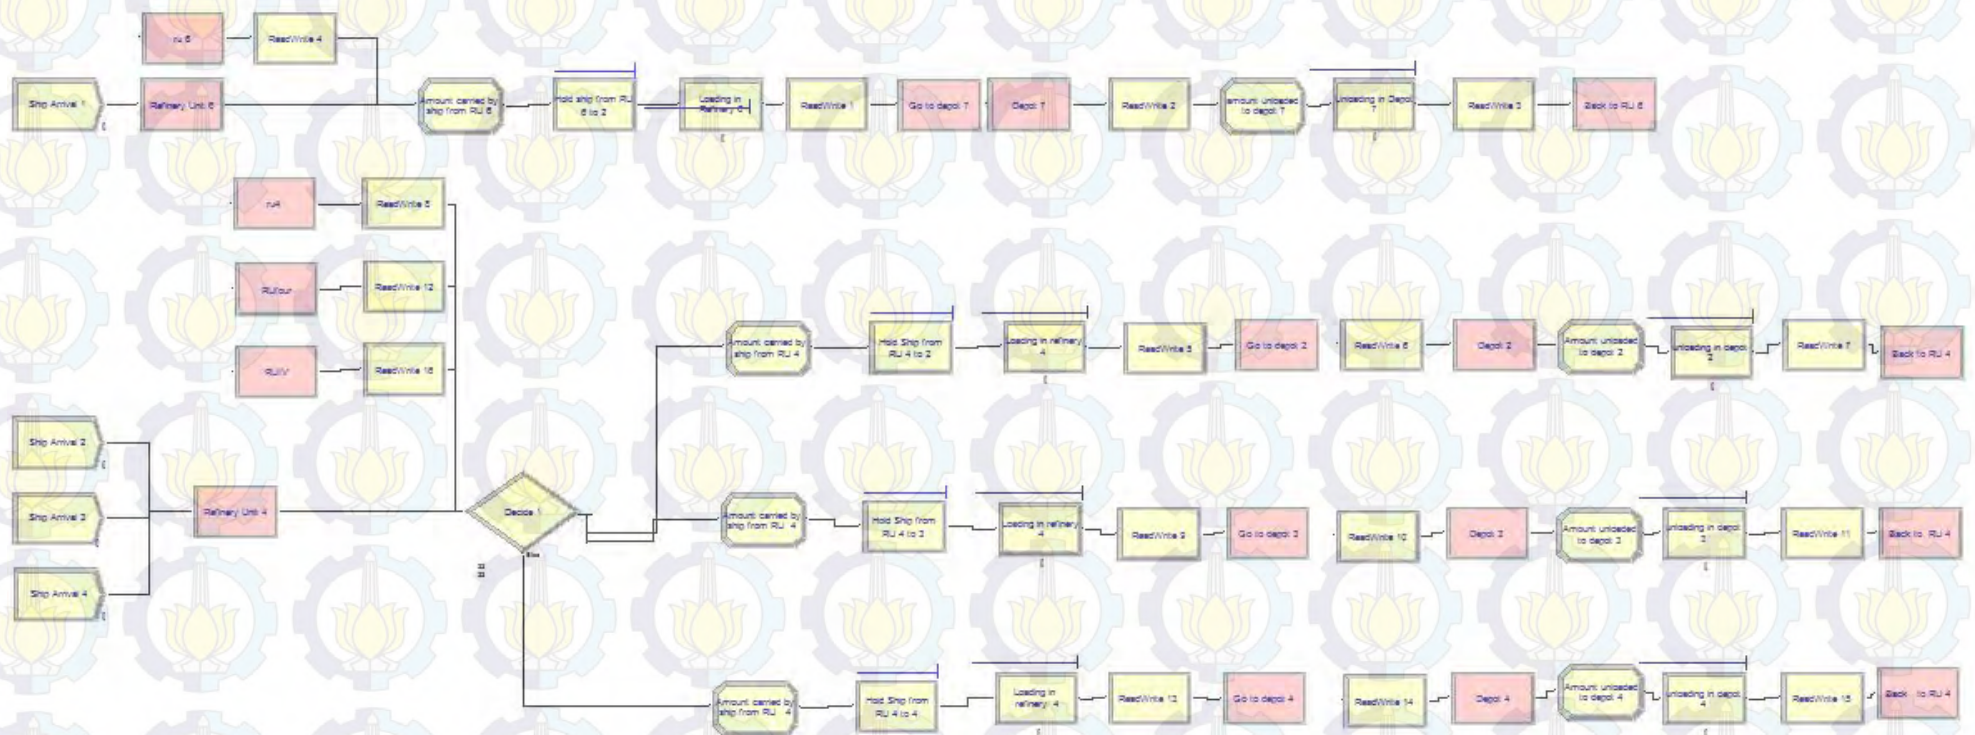 ru 6
ReadWrite 4
Ship Arrival 1
Refinery Unit 6
Amount carried by
ship from RU 6
Hold ship from RU
6 to 2
Loading in
Refinery 6
ReadWrite 1
Go to depot 7
Depot 7
ReadWrite 2
amount unloaded
to depot 7
unloading in Depot
7
ReadWrite 3
Back to RU 6
ru4
ReadWrite 8
RUfour
ReadWrite 12
RUIV
ReadWrite 16
Amount carried by
ship from RU 4
Hold Ship from
RU 4 to 2
Loading in refinery
4
ReadWrite 5
Go to depot 2
ReadWrite 6
Depot 2
Amount unloaded
to depot 2
unloading in depot
2
ReadWrite 7
Back to RU 4
Ship Arrival 2
Ship Arrival 3
Ship Arrival 4
Refinery Unit 4
Decide 1
Else
Amount carried by
ship from RU 4
Hold Ship from
RU 4 to 3
Loading in refinery
4
ReadWrite 9
Go to depot 3
ReadWrite 10
Depot 3
Amount unloaded
to depot 3
unloading in depot
3
ReadWrite 11
Back to RU 4
Amount carried by
ship from RU 4
Hold Ship from
RU 4 to 4
Loading in
refinery 4
ReadWrite 13
Go to depot 4
ReadWrite 14
Depot 4
Amount unloaded
to depot 4
unloading in depot
4
ReadWrite 15
Back to RU 4